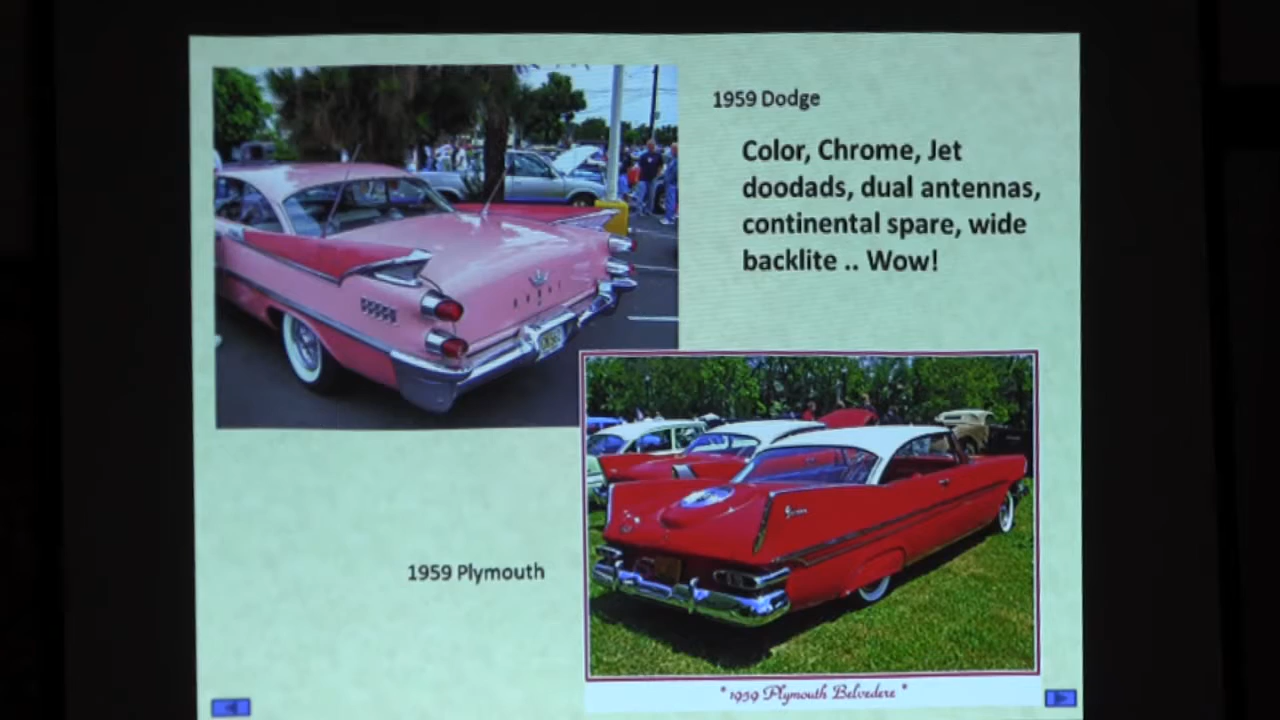 1959 Dodge
Color, Chrome, Jet
doodads, dual antennas,
continental spare, wide
backlite .. Wow!
1959 Plymouth
" 1959 Plymouth Belvedere "